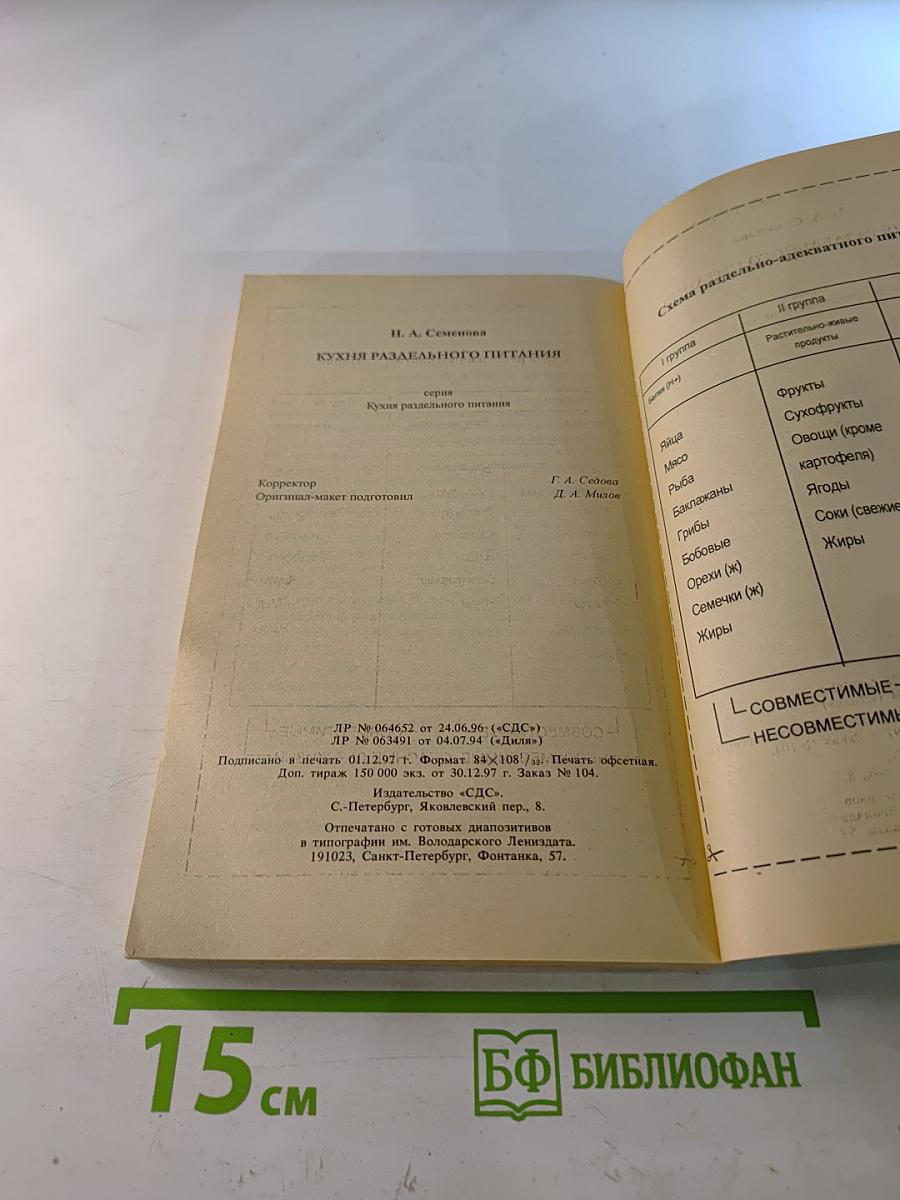 Н. А. Семенова
КУХНЯ РАЗДЕЛЬНОГО ПИТАНИЯ
серия
Кухня раздельного питания
Корректор Г. А. Седова
Оригинал-макет подготовил Д. А. Милов
ЛР № 064652 от 24.06.96 («СДС»)
ЛР № 063491 от 04.07.94 («Диля»)
Подписано в печать 01.12.97 г. Формат 84×108 1/32. Печать офсетная.
Доп. тираж 150 000 экз. от 30.12.97 г. Заказ № 104.
Издательство «СДС».
С.-Петербург, Яковлевский пер., 8.
Отпечатано с готовых диапозитивов
в типографии им. Володарского Лениздата.
191023, Санкт-Петербург, Фонтанка, 57.
Схема раздельно-адекватного
I группа
II группа
Белки (Н+)
Растительно-живые
продукты
Яйца
Мясо
Рыба
Баклажаны
Грибы
Бобовые
Орехи (ж)
Семечки (ж)
Жиры
Фрукты
Сухофрукты
Овощи (кроме
картофеля)
Ягоды
Соки (свежие
Жиры
СОВМЕСТИМЫЕ
НЕСОВМЕСТИМЫ
15 см
БФ БИБЛИОФАН